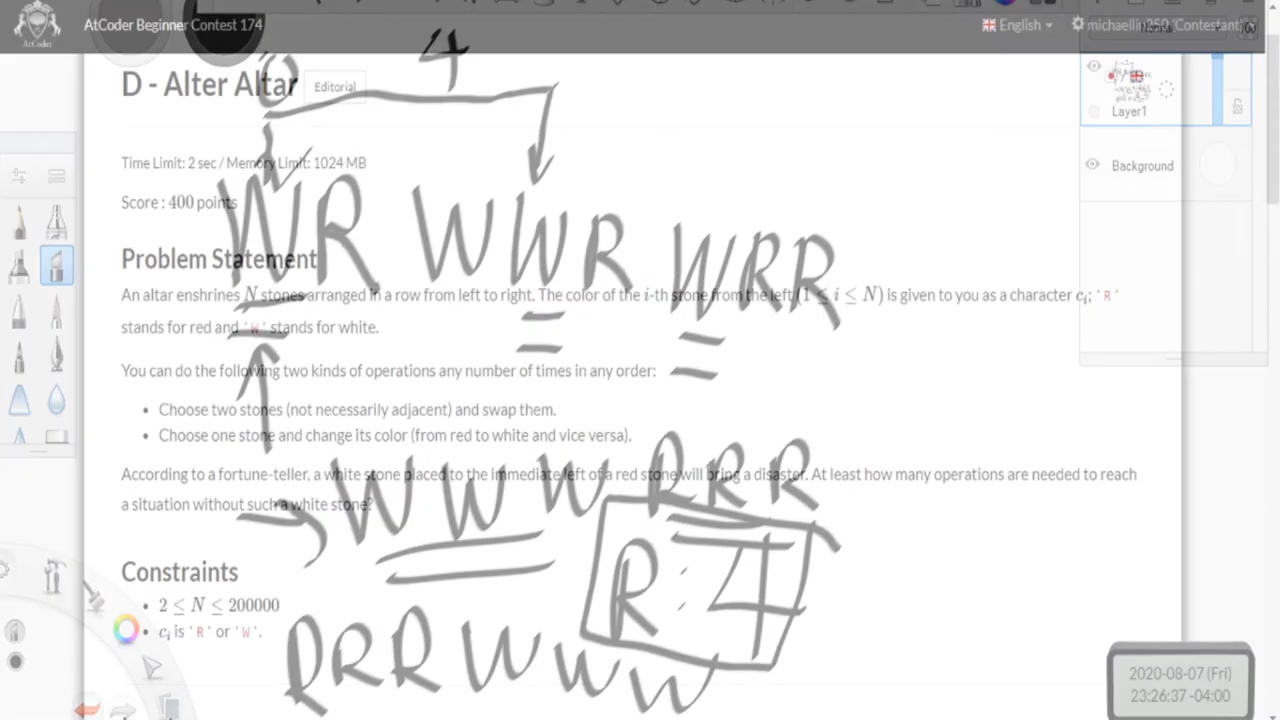 AtCoder
AtCoder Beginner Contest 174
English
michaellin250 (Contestant)
D - Alter Altar
Editorial
4
Layer1
Background
Time Limit: 2 sec / Memory Limit: 1024 MB
Score : 400 points
WR WWR WRR
Problem Statement
An altar enshrines N stones arranged in a row from left to right. The color of the i-th stone from the left (1 ≤ i ≤ N) is given to you as a character c_i; 'R'
stands for red and 'W' stands for white.
You can do the following two kinds of operations any number of times in any order:
• Choose two stones (not necessarily adjacent) and swap them.
• Choose one stone and change its color (from red to white and vice versa).
According to a fortune-teller, a white stone placed to the immediate left of a red stone will bring a disaster. At least how many operations are needed to reach
a situation without such a white stone?
W W W R R R
Constraints
• 2 ≤ N ≤ 200000
• c_i is 'R' or 'W'.
R : 4
R R R W W W
2020-08-07 (Fri)
23:26:37 -04:00